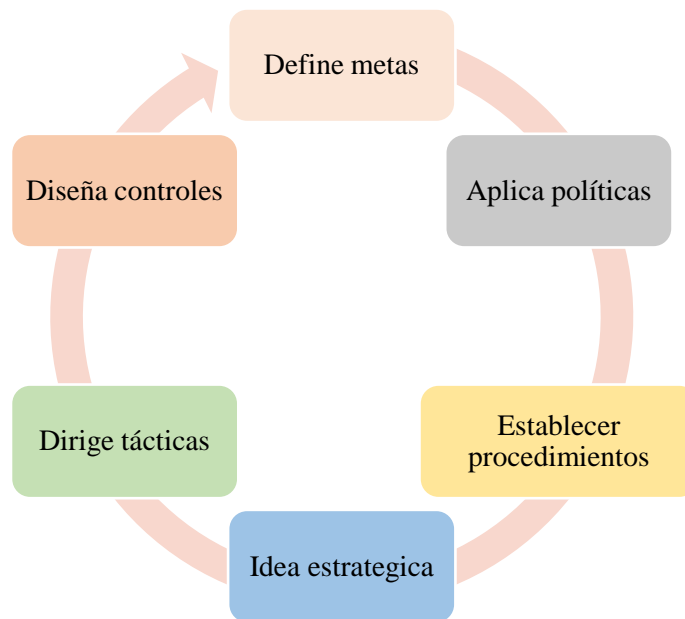 Define metas
Aplica políticas
Establecer
procedimientos
Idea estrategica
Dirige tácticas
Diseña controles